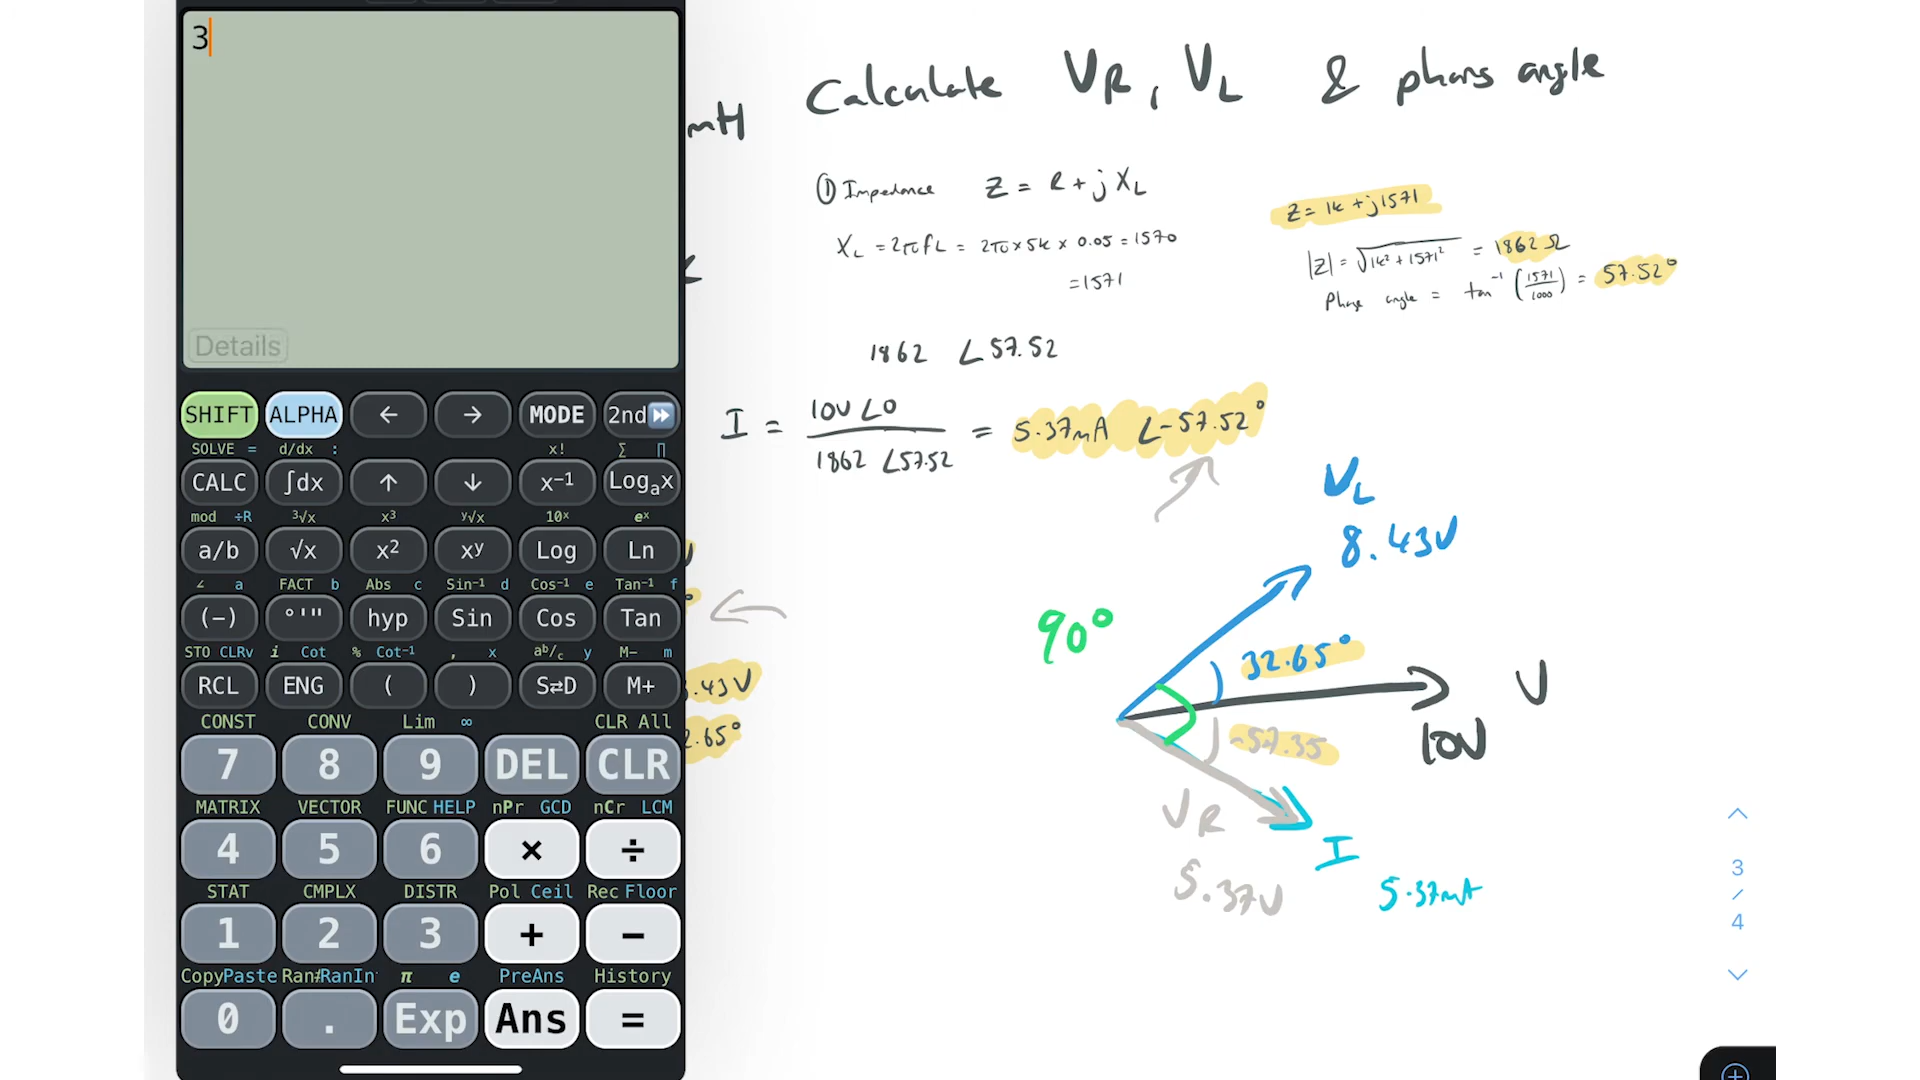 3
Details
SHIFT ALPHA ← → MODE 2nd
SOLVE = d/dx : x! ∑ ∏
CALC ∫dx ↑ ↓ x⁻¹ Logₐx
mod ÷R ³√x x³ ʸ√x 10ˣ eˣ
a/b √x x² xʸ Log Ln
∠ a FACT b Abs c Sin⁻¹ d Cos⁻¹ e Tan⁻¹ f
(−) °'" hyp Sin Cos Tan
STO CLRv i Cot % Cot⁻¹ , x aᵇ/c y M− m
RCL ENG ( ) S⇄D M+
CONST CONV Lim ∞ CLR All
7 8 9 DEL CLR
MATRIX VECTOR FUNC HELP nPr GCD nCr LCM
4 5 6 × ÷
STAT CMPLX DISTR Pol Ceil Rec Floor
1 2 3 + −
CopyPaste Ran#RanIn π e PreAns History
0 . Exp Ans =
mH
Calculate VR, VL & phars angle
① Impedance Z = R + jXL
XL = 2πfL = 2π × 5k × 0.05 = 1570
= 1571
Z = 1k + j1571
|Z| = √1k² + 1571² = 1862 Ω
Phase angle = tan⁻¹ (1571/1000) = 57.52°
1862 ∠57.52
I = 10V∠0 / 1862 ∠57.52 = 5.37mA ∠-57.52°
.43V
2.65°
VL
8.43V
90°
32.65°
V
10V
-57.35
VR
5.37V
I
5.37mA
3
/
4